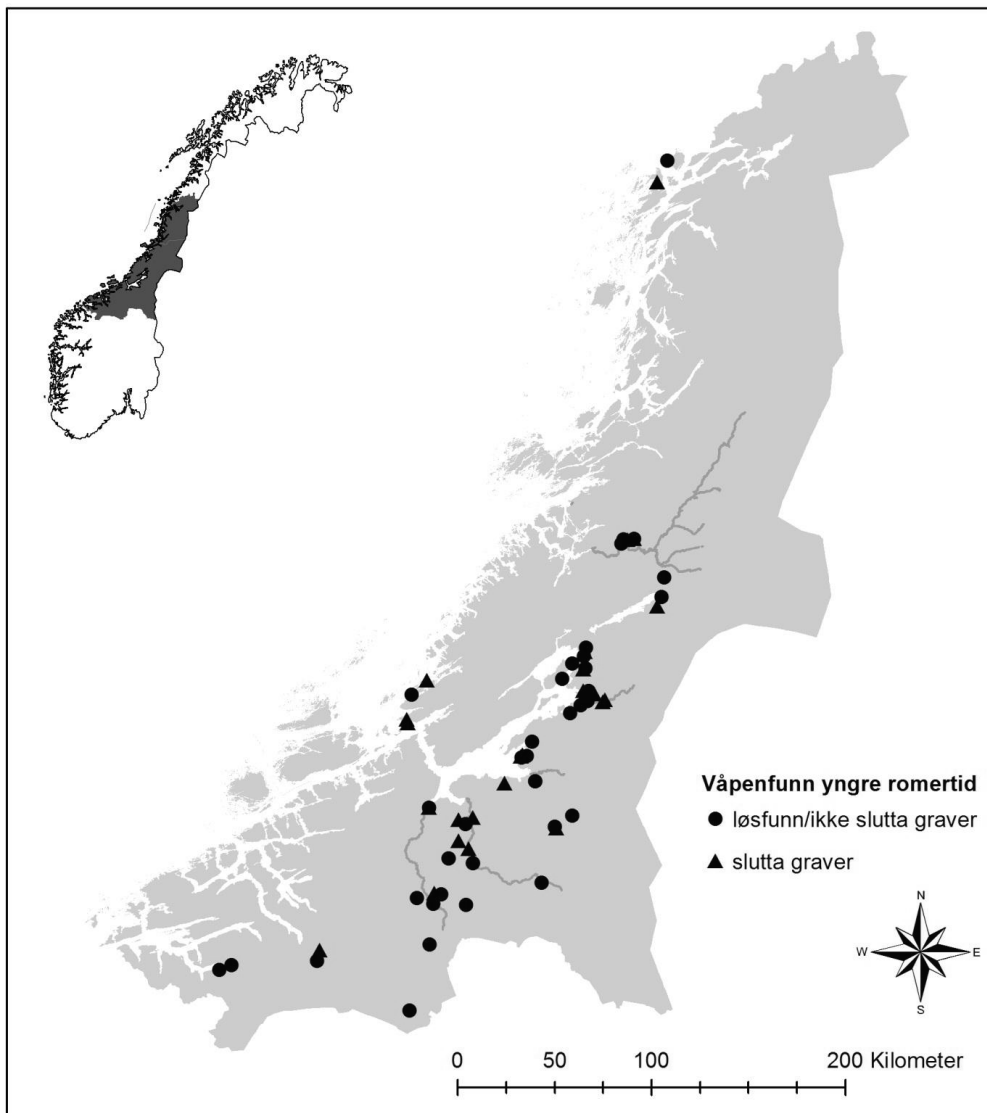 Våpenfunn yngre romertid
løsfunn/ikke slutta graver
slutta graver
N
W E
S
0 50 100 200 Kilometer